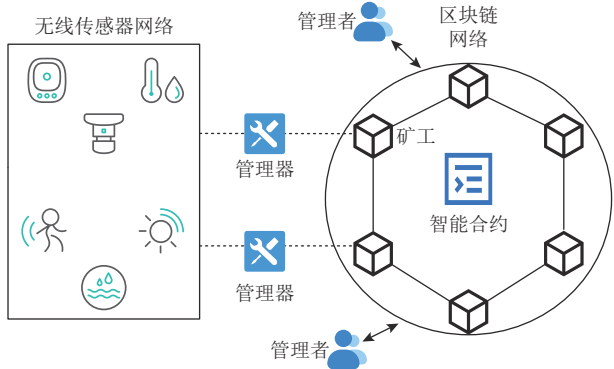 无线传感器网络
管理者
区块链
网络
矿工
管理器
智能合约
管理器
管理者